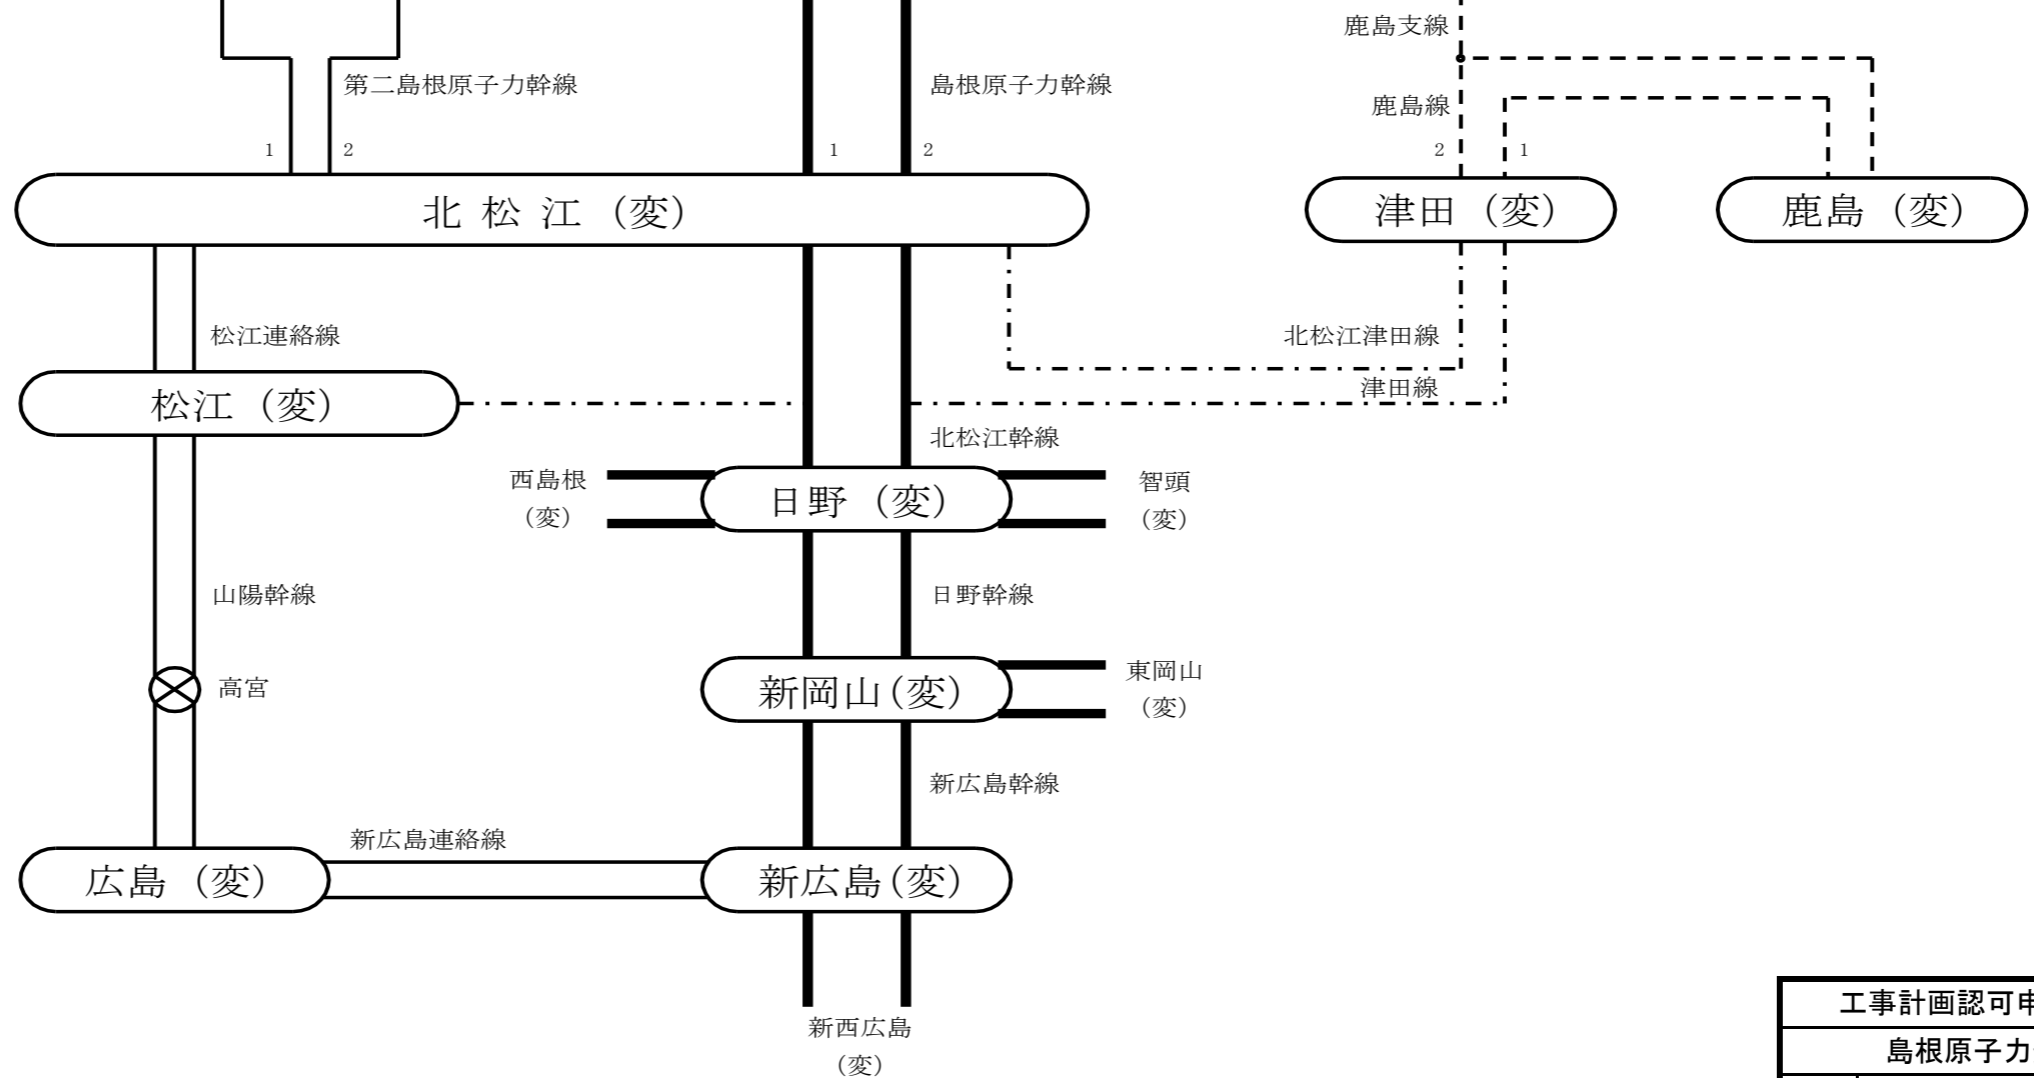 鹿島支線
第二島根原子力幹線
島根原子力幹線
鹿島線
1 2
1 2
2 1
北松江（変）
津田（変）
鹿島（変）
松江連絡線
北松江津田線
津田線
松江（変）
北松江幹線
西島根
（変）
日野（変）
智頭
（変）
山陽幹線
日野幹線
高宮
新岡山（変）
東岡山
（変）
新広島幹線
新広島連絡線
広島（変）
新広島（変）
新西広島
（変）
工事計画認可申
島根原子力